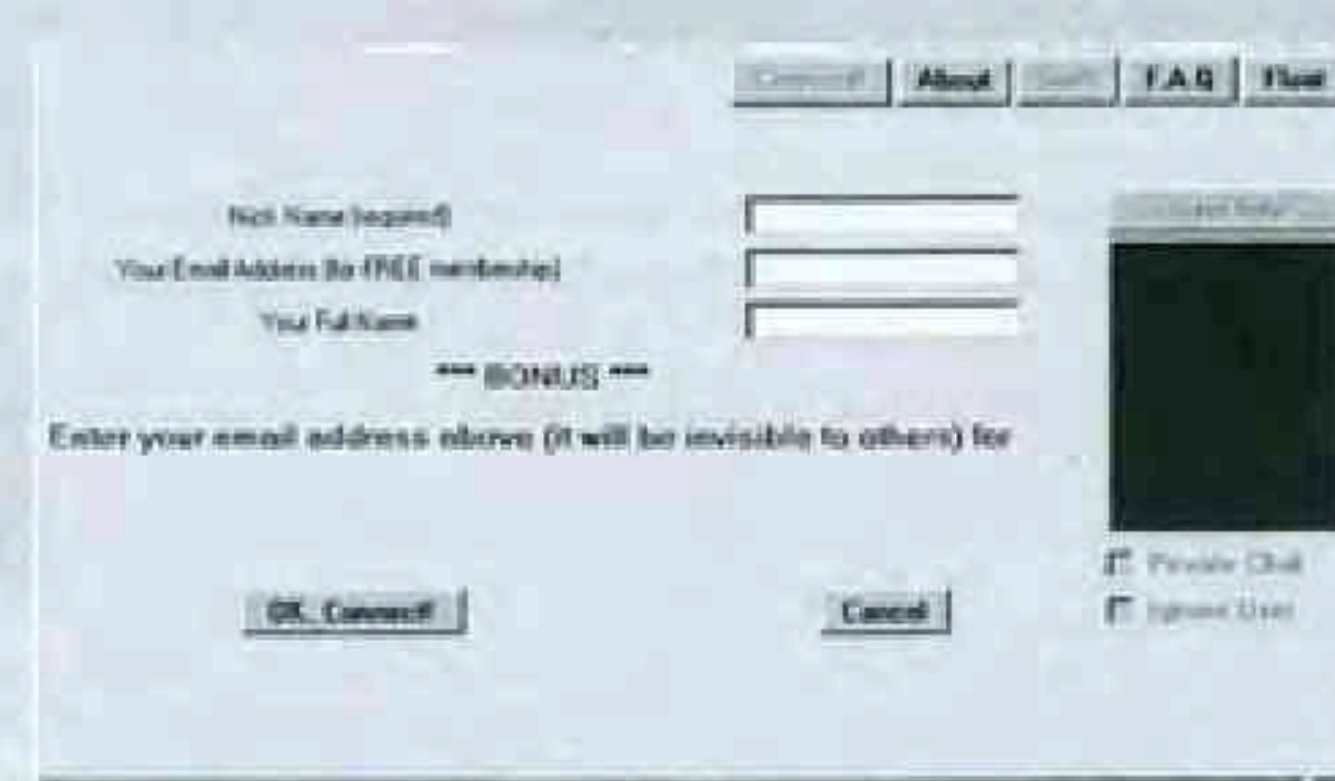 About F.A.Q Float
Nick Name (required)
Your Email Address (for FREE membership)
Your Full Name
*** BONUS ***
Enter your email address above (it will be invisible to others) for
OK, Connect!
Cancel
Private Chat
Ignore User